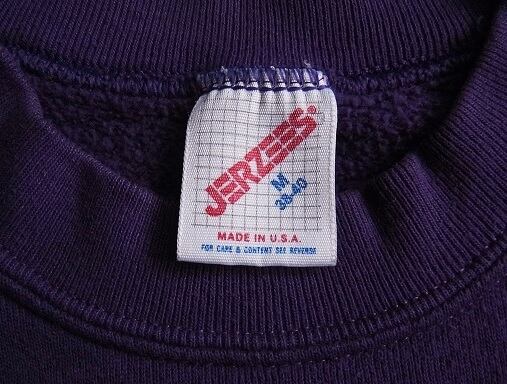 JERZEES®
M
38-40
MADE IN U.S.A.
FOR CARE & CONTENT SEE REVERSE